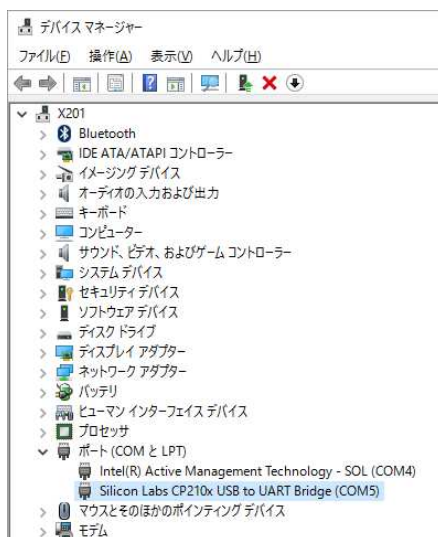 デバイス マネージャー
ファイル(F) 操作(A) 表示(V) ヘルプ(H)
X201
Bluetooth
IDE ATA/ATAPI コントローラー
イメージング デバイス
オーディオの入力および出力
キーボード
コンピューター
サウンド、ビデオ、およびゲーム コントローラー
システム デバイス
セキュリティ デバイス
ソフトウェア デバイス
ディスク ドライブ
ディスプレイ アダプター
ネットワーク アダプター
バッテリ
ヒューマン インターフェイス デバイス
プロセッサ
ポート (COM と LPT)
Intel(R) Active Management Technology - SOL (COM4)
Silicon Labs CP210x USB to UART Bridge (COM5)
マウスとそのほかのポインティング デバイス
モデム